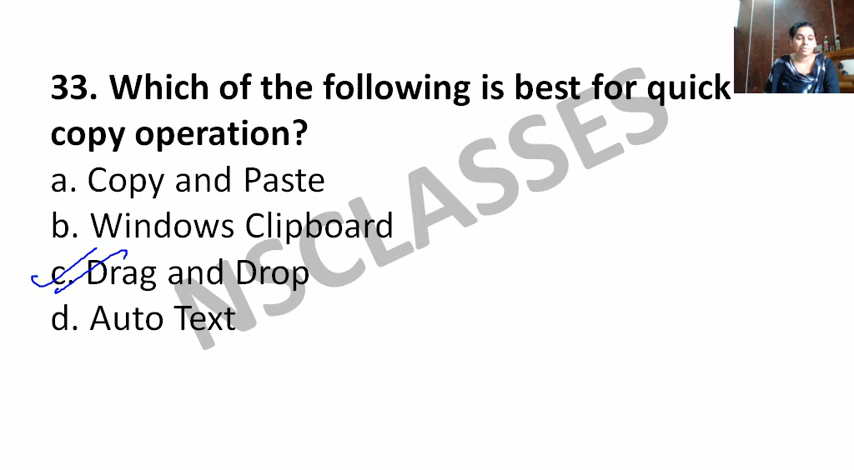 33. Which of the following is best for quick
copy operation?
a. Copy and Paste
b. Windows Clipboard
c. Drag and Drop
d. Auto Text
NSCLASSES